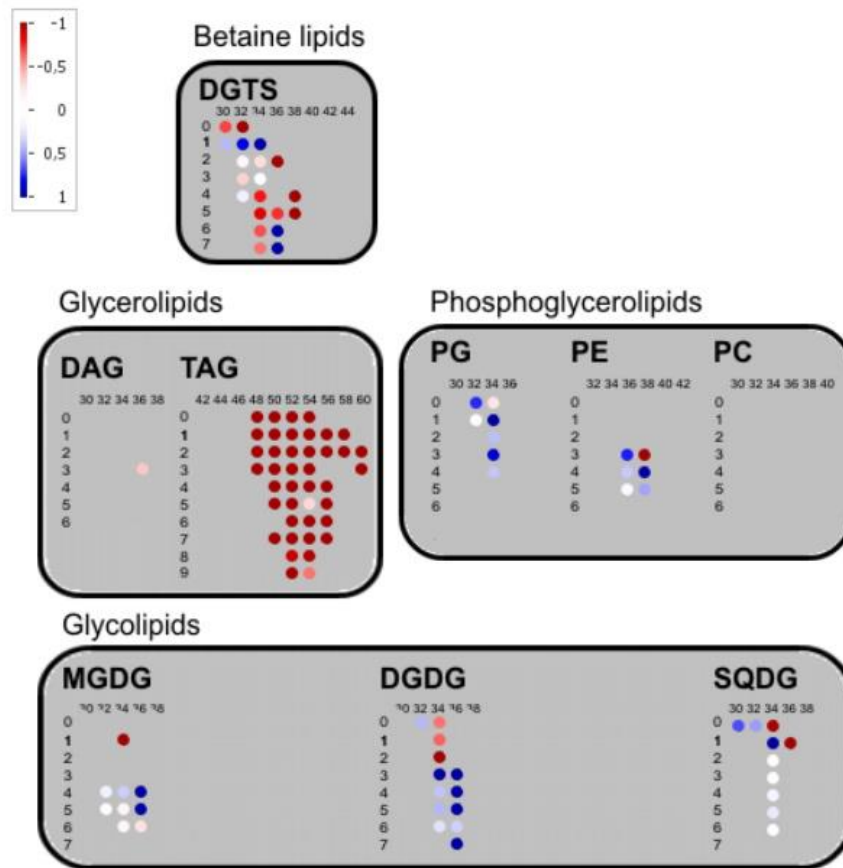 -1
-0,5
0
0,5
1
Betaine lipids
DGTS
30 32 34 36 38 40 42 44
0
1
2
3
4
5
6
7
Glycerolipids
DAG TAG
30 32 34 36 38 42 44 46 48 50 52 54 56 58 60
0 0
1 1
2 2
3 3
4 4
5 5
6 6
7
8
9
Phosphoglycerolipids
PG PE PC
30 32 34 36 32 34 36 38 40 42 30 32 34 36 38 40
0 0 0
1 1 1
2 2 2
3 3 3
4 4 4
5 5 5
6 6 6
Glycolipids
MGDG DGDG SQDG
30 32 34 36 38 30 32 34 36 38 30 32 34 36 38
0 0 0
1 1 1
2 2 2
3 3 3
4 4 4
5 5 5
6 6 6
7 7 7